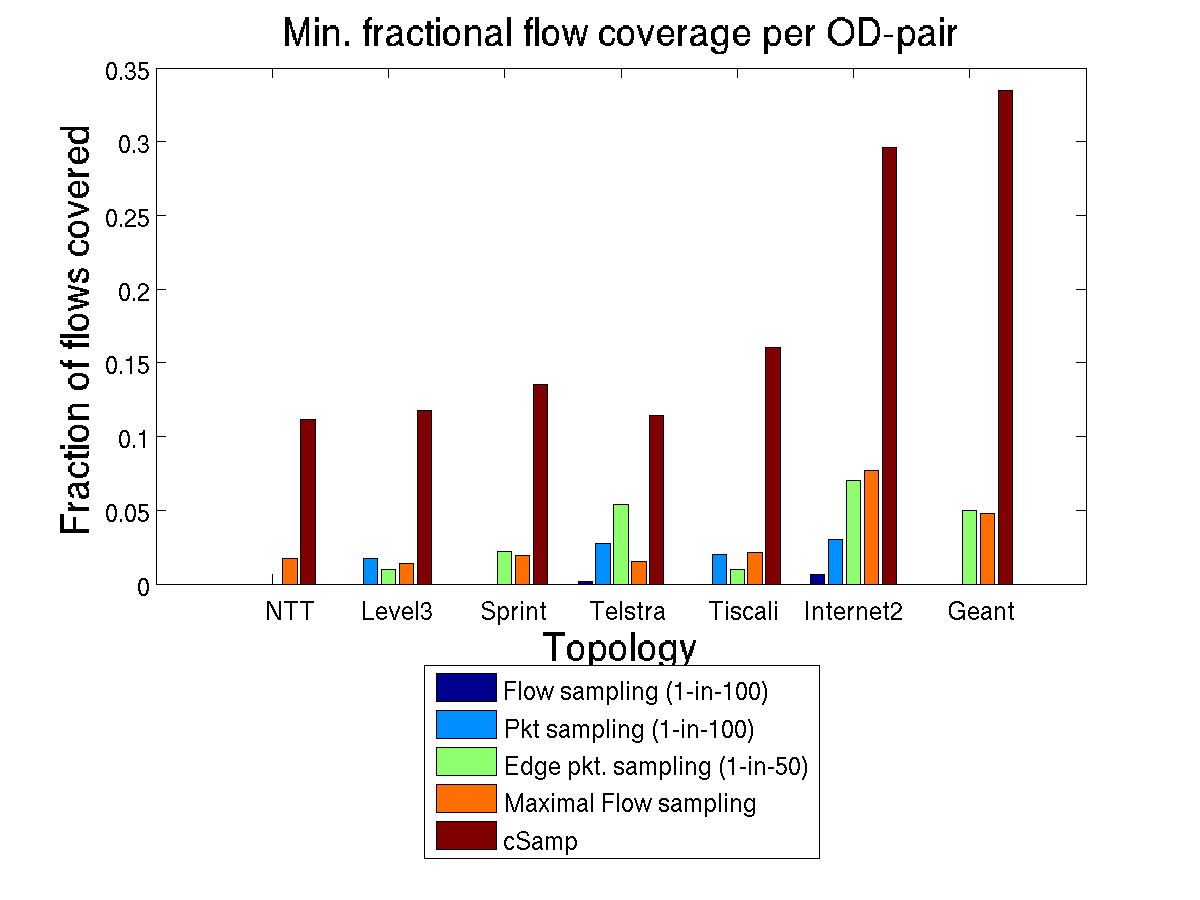 Min. fractional flow coverage per OD-pair
Fraction of flows covered
0.35
0.3
0.25
0.2
0.15
0.1
0.05
0
NTT Level3 Sprint Telstra Tiscali Internet2 Geant
Topology
Flow sampling (1-in-100)
Pkt sampling (1-in-100)
Edge pkt. sampling (1-in-50)
Maximal Flow sampling
cSamp